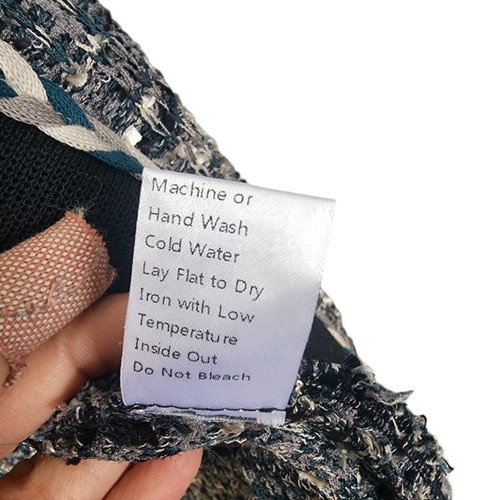 Machine or
Hand Wash
Cold Water
Lay Flat to Dry
Iron with Low
Temperature
Inside Out
Do Not Bleach